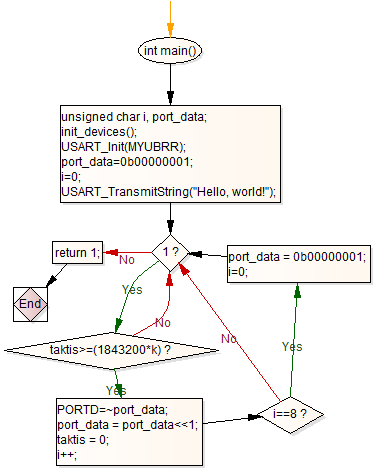 int main()
unsigned char i, port_data;
init_devices();
USART_Init(MYUBRR);
port_data=0b00000001;
i=0;
USART_TransmitString("Hello, world!");
return 1;
No
1 ?
port_data = 0b00000001;
i=0;
End
Yes
No
taktis>=(1843200*k) ?
No
Yes
Yes
PORTD=~port_data;
port_data = port_data<<1;
taktis = 0;
i++;
i==8 ?